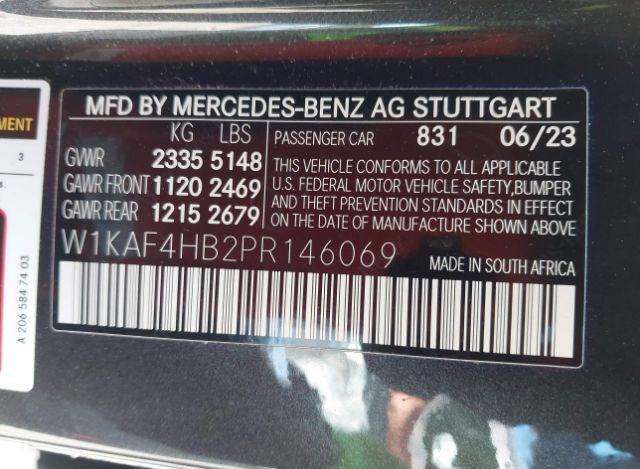 MFD BY MERCEDES-BENZ AG STUTTGART
KG LBS
PASSENGER CAR 831 06/23
GVWR 2335 5148
GAWR FRONT 1120 2469
GAWR REAR 1215 2679
THIS VEHICLE CONFORMS TO ALL APPLICABLE
U.S. FEDERAL MOTOR VEHICLE SAFETY,BUMPER
AND THEFT PREVENTION STANDARDS IN EFFECT
ON THE DATE OF MANUFACTURE SHOWN ABOVE
W1KAF4HB2PR146069
MADE IN SOUTH AFRICA
MENT
3
A 206 584 74 03